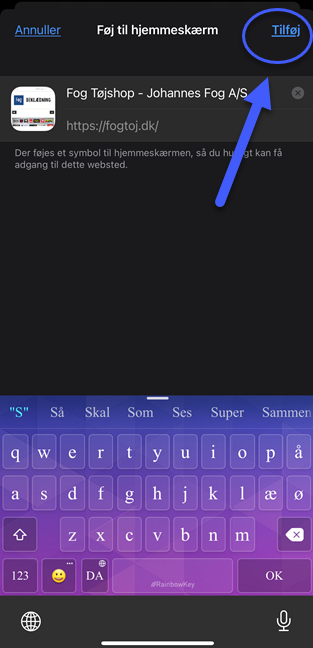 Annuller Føj til hjemmeskærm Tilføj
BEKLÆDNING
Fog Tøjshop - Johannes Fog A/S
https://fogtoj.dk/
Der føjes et symbol til hjemmeskærmen, så du hurtigt kan få
adgang til dette websted.
"S" Så Skal Som Ses Super Sammen
q w e r t y u i o p å
a s d f g h j k l æ ø
z x c v b n m
123 DA #RainbowKey OK